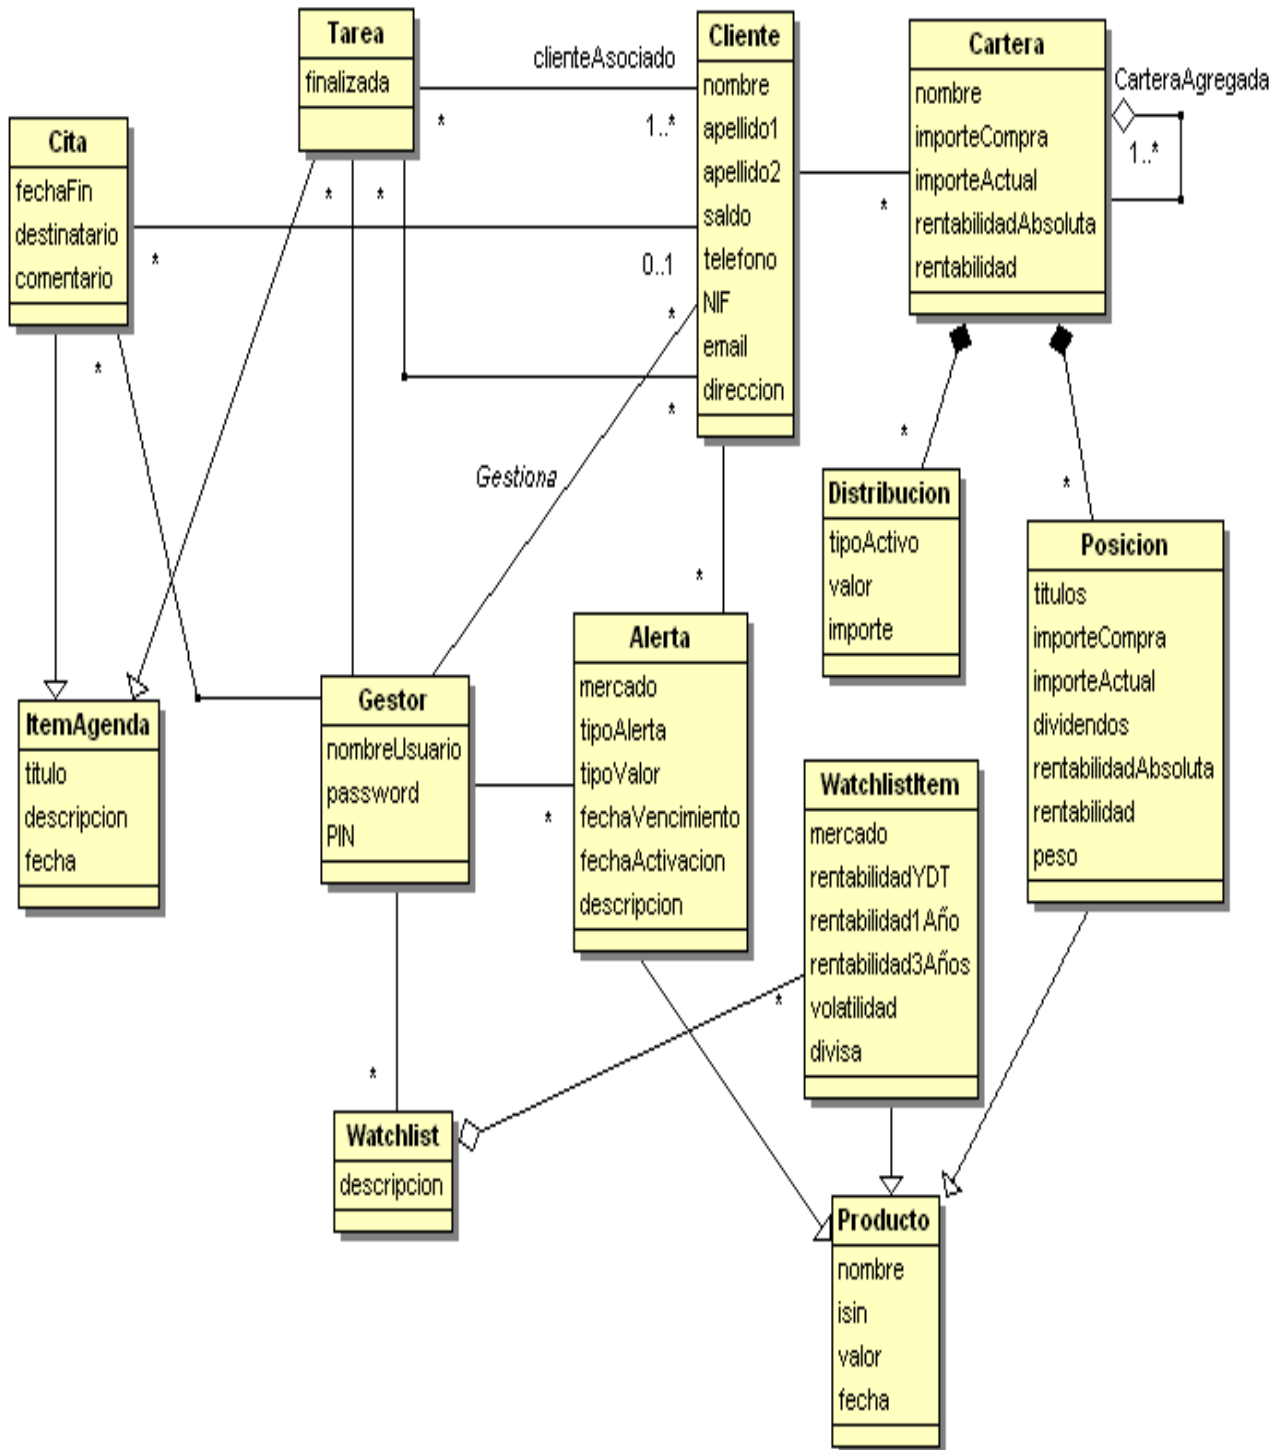 Tarea
finalizada
clienteAsociado
*
1..*
Cliente
nombre
apellido1
apellido2
saldo
telefono
NIF
email
direccion
Cartera
nombre
importeCompra
importeActual
rentabilidadAbsoluta
rentabilidad
CarteraAgregada
1..*
*
Cita
fechaFin
destinatario
comentario
*
*
*
0..1
*
*
*
Gestiona
*
Distribucion
tipoActivo
valor
importe
*
*
Posicion
titulos
importeCompra
importeActual
dividendos
rentabilidadAbsoluta
rentabilidad
peso
ItemAgenda
titulo
descripcion
fecha
Gestor
nombreUsuario
password
PIN
*
Alerta
mercado
tipoAlerta
tipoValor
fechaVencimiento
fechaActivacion
descripcion
WatchlistItem
mercado
rentabilidadYDT
rentabilidad1Año
rentabilidad3Años
volatilidad
divisa
*
*
Watchlist
descripcion
Producto
nombre
isin
valor
fecha